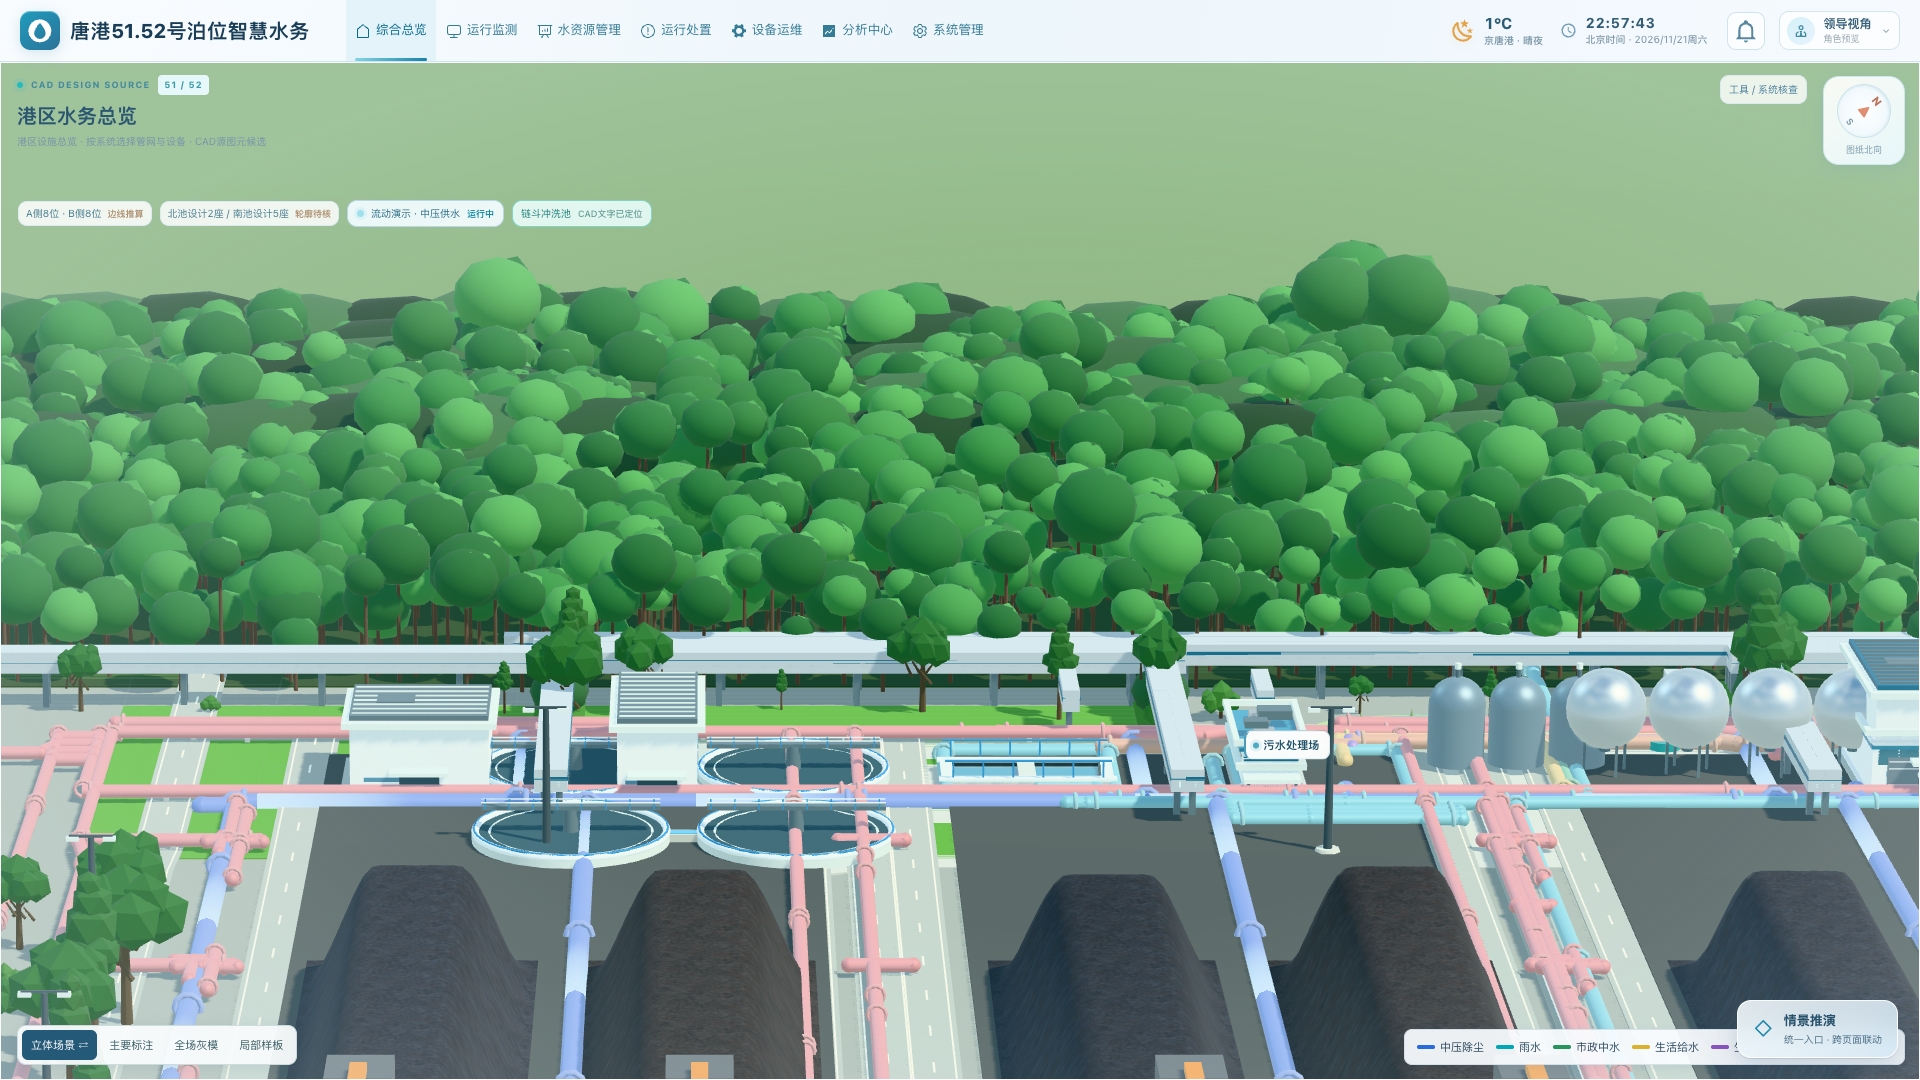 唐港51.52号泊位智慧水务
综合总览
运行监测
水资源管理
运行处置
设备运维
分析中心
系统管理
1°C
京唐港 · 晴夜
22:57:43
北京时间 · 2026/11/21周六
领导视角
角色预览
CAD DESIGN SOURCE 51 / 52
港区水务总览
港区设施总览 · 按系统选择管网与设备 · CAD源图元候选
工具 / 系统核查
N
S
图纸北向
A侧8位 · B侧8位 边线推算
北池设计2座 / 南池设计5座 轮廓待核
流动演示 · 中压供水 运行中
链斗冲洗池 CAD文字已定位
污水处理场
立体场景
主要标注
全场灰模
局部样板
中压除尘
雨水
市政中水
生活给水
情景推演
统一入口 · 跨页面联动